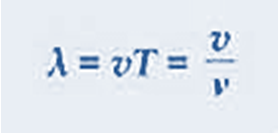 λ = vT = v/ν